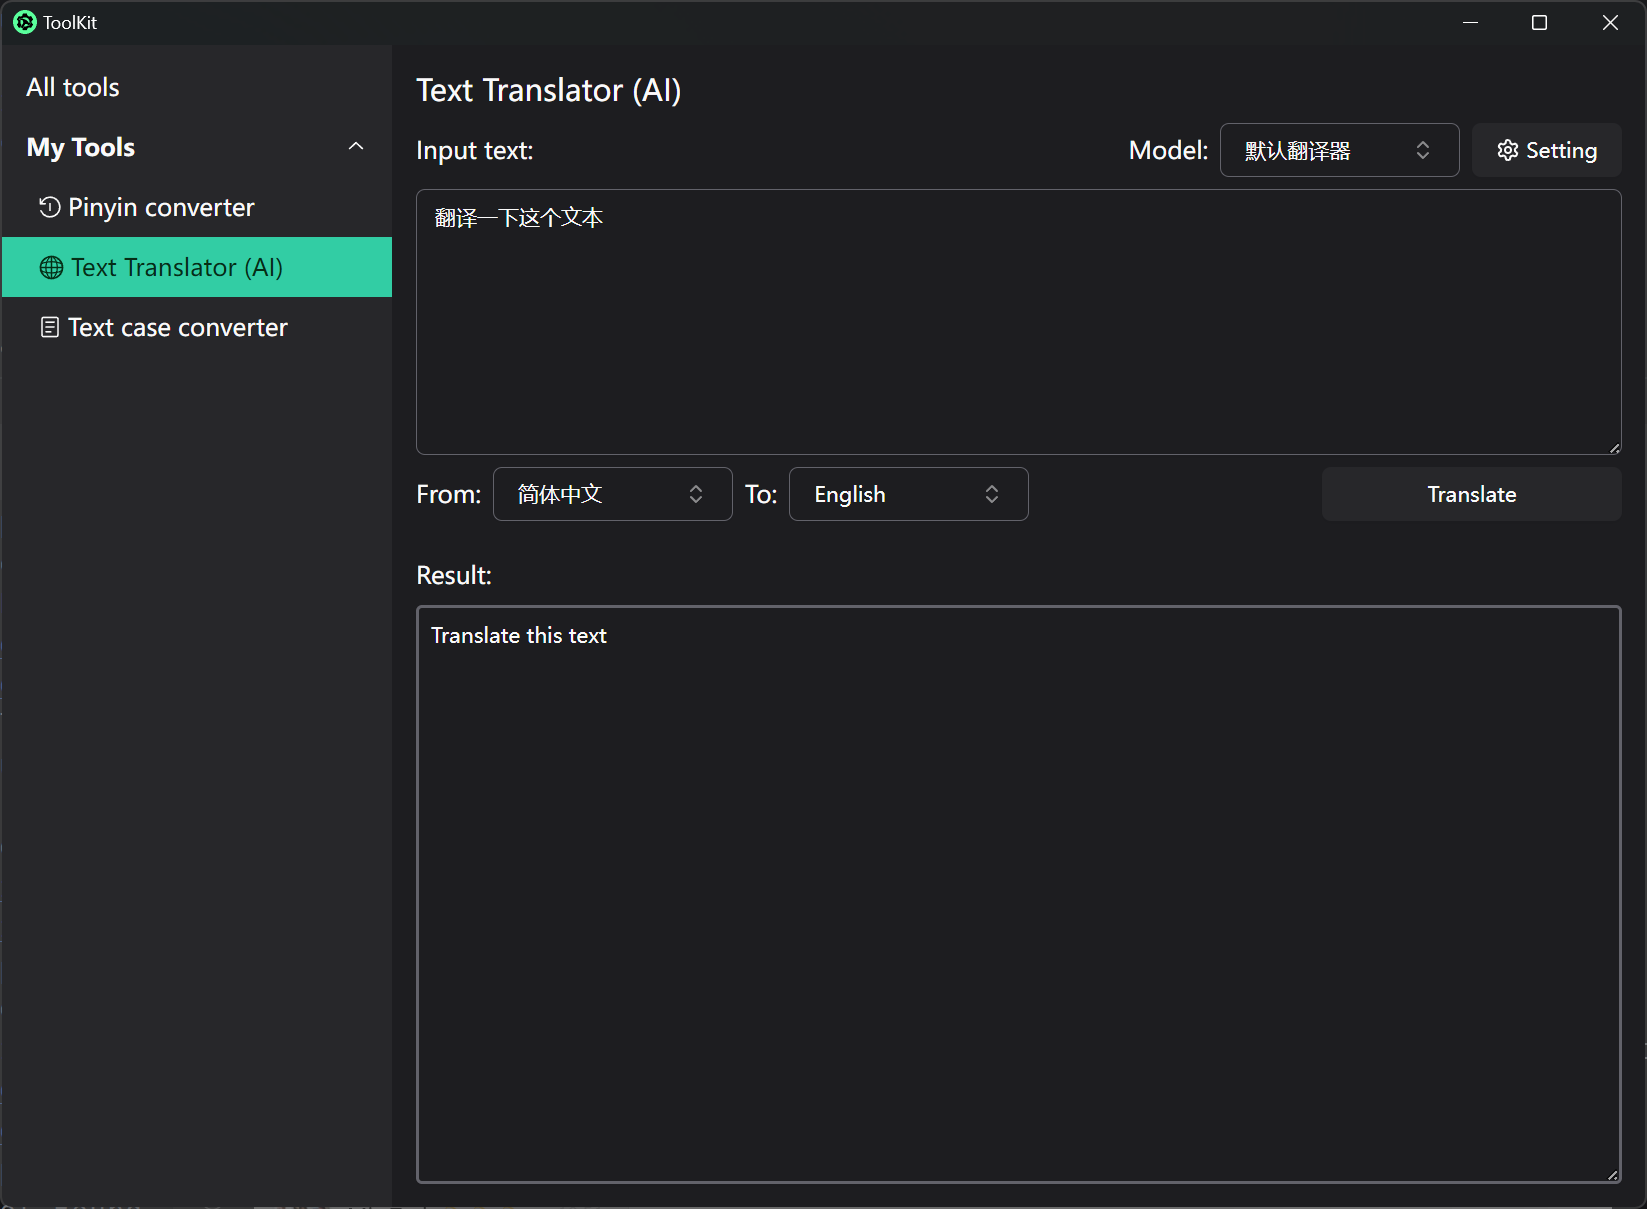 ToolKit
All tools
My Tools
Pinyin converter
Text Translator (AI)
Text case converter
Text Translator (AI)
Input text:
Model:
默认翻译器
Setting
翻译一下这个文本
From:
简体中文
To:
English
Translate
Result:
Translate this text